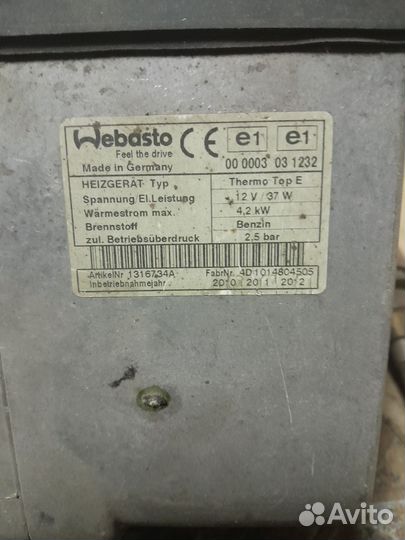 Webasto CE e1 e1
Feel the drive
Made in Germany 00 0003 03 1232
HEIZGERÄT Typ Thermo Top E
Spannung El.Leistung 12 V / 37 W
Wärmestrom max. 4,2 kW
Brennstoff Benzin
zul. Betriebsüberdruck 2,5 bar
ArtikelNr 1316734A FabrNr. 4D1014804505
Inbetriebnahmejahr 2010 2011 2012
Avito